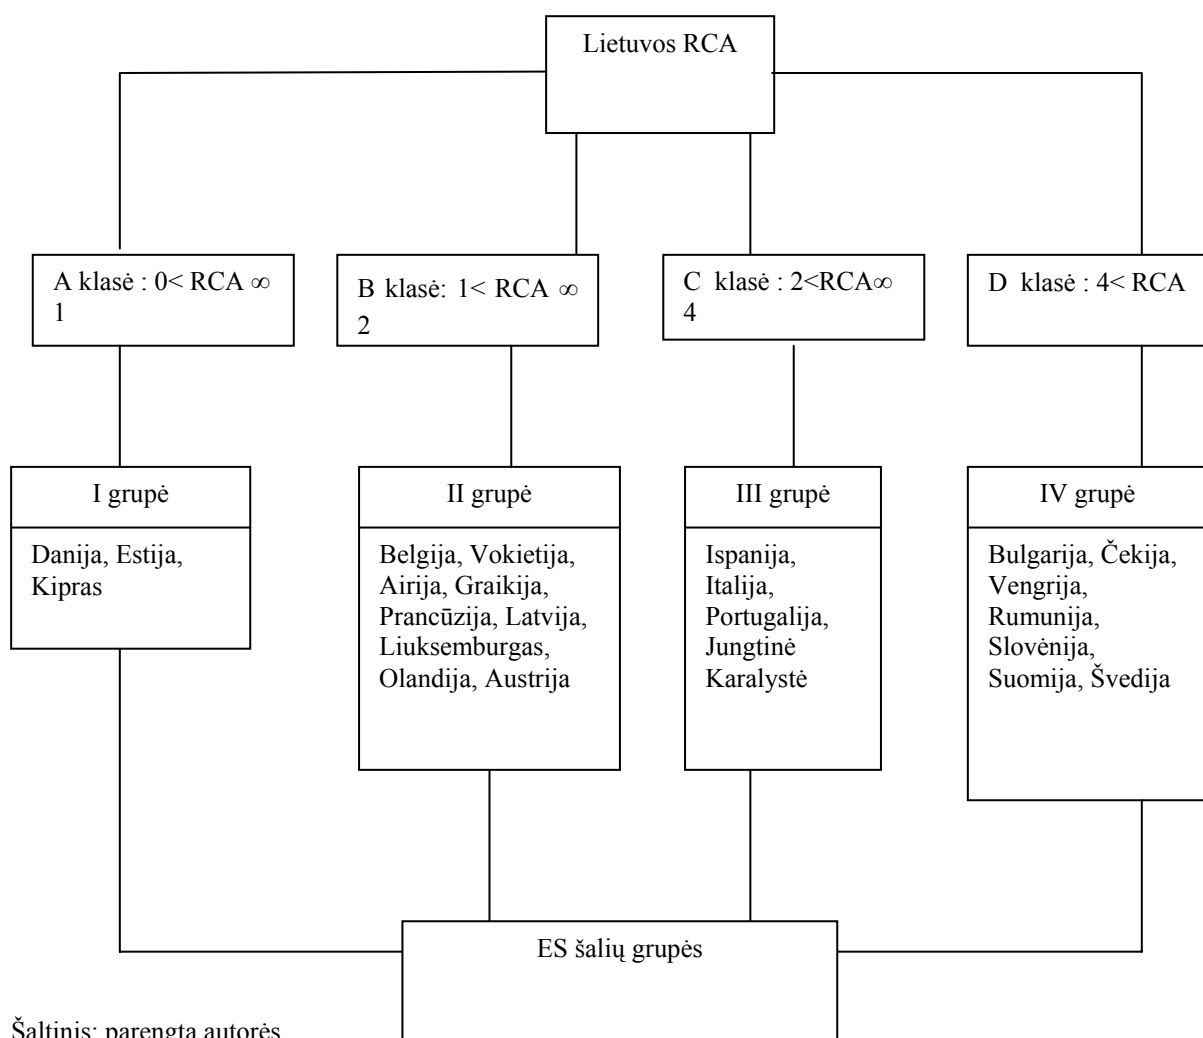 Lietuvos RCA
A klasė : 0< RCA ∞
1
B klasė: 1< RCA ∞
2
C klasė : 2<RCA∞
4
D klasė : 4< RCA
I grupė
Danija, Estija,
Kipras
II grupė
Belgija, Vokietija,
Airija, Graikija,
Prancūzija, Latvija,
Liuksemburgas,
Olandija, Austrija
III grupė
Ispanija,
Italija,
Portugalija,
Jungtinė
Karalystė
IV grupė
Bulgarija, Čekija,
Vengrija,
Rumunija,
Slovėnija,
Suomija, Švedija
ES šalių grupės
Šaltinis: parengta autorės